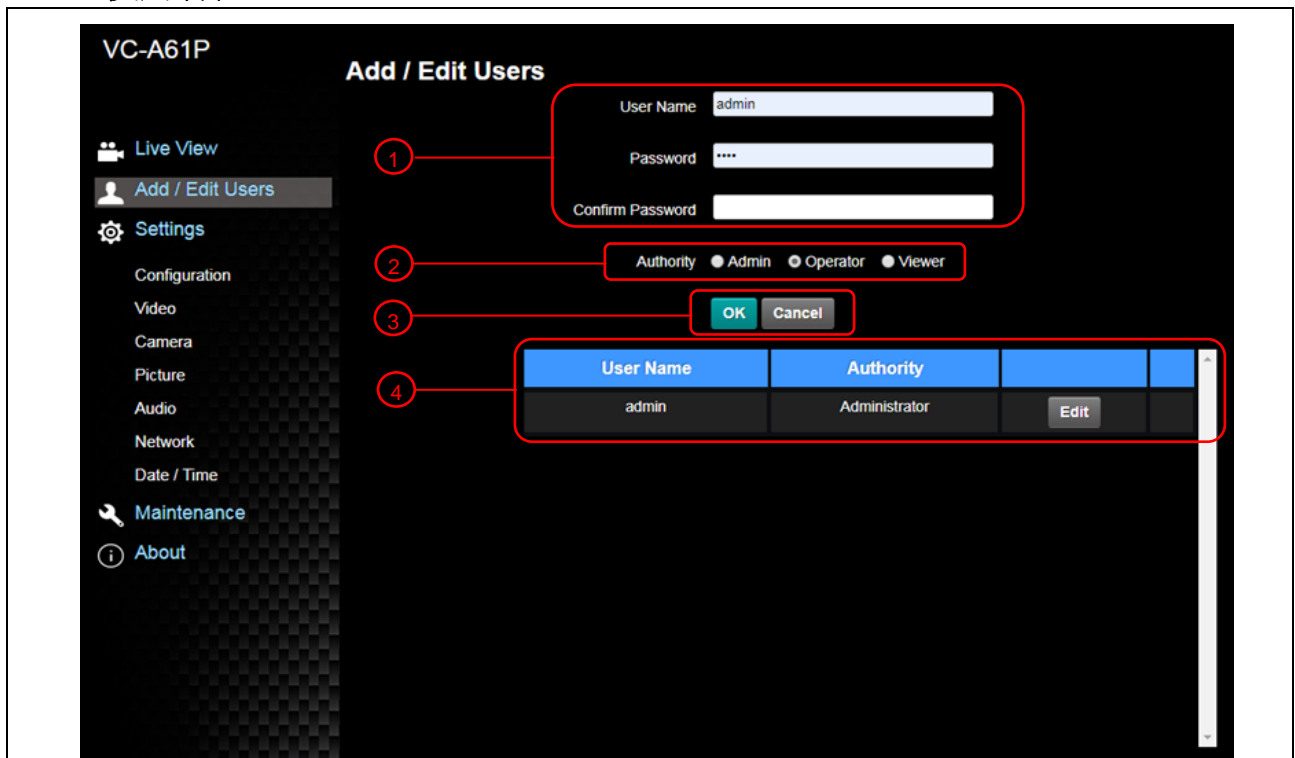 VC-A61P
Add / Edit Users
User Name admin
Live View
1
Password ····
Add / Edit Users
Confirm Password
Settings
2
Authority Admin Operator Viewer
Configuration
Video
3
OK Cancel
Camera
User Name Authority
Picture
4
Audio
admin Administrator Edit
Network
Date / Time
Maintenance
About